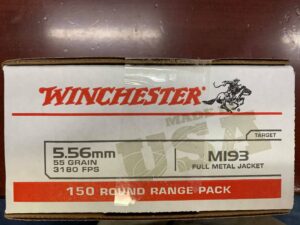 WINCHESTER
MADE IN
USA
TARGET
5.56mm
55 GRAIN
3180 FPS
M193
FULL METAL JACKET
150 ROUND RANGE PACK